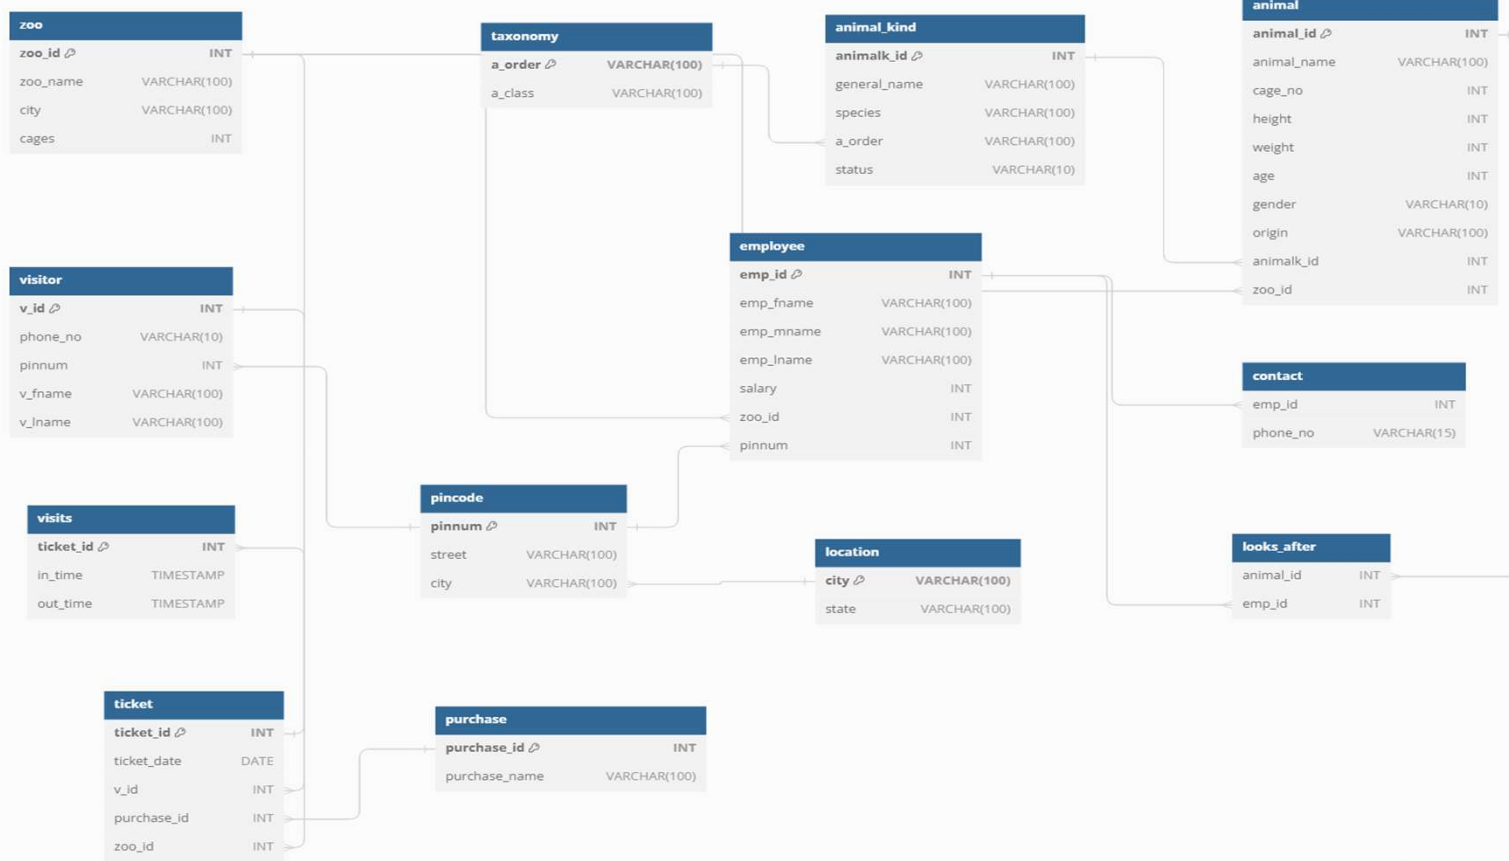 zoo
zoo_id INT
zoo_name VARCHAR(100)
city VARCHAR(100)
cages INT
taxonomy
a_order VARCHAR(100)
a_class VARCHAR(100)
animal_kind
animalk_id INT
general_name VARCHAR(100)
species VARCHAR(100)
a_order VARCHAR(100)
status VARCHAR(10)
animal
animal_id INT
animal_name VARCHAR(100)
cage_no INT
height INT
weight INT
age INT
gender VARCHAR(10)
origin VARCHAR(100)
animalk_id INT
zoo_id INT
visitor
v_id INT
phone_no VARCHAR(10)
pinnum INT
v_fname VARCHAR(100)
v_lname VARCHAR(100)
employee
emp_id INT
emp_fname VARCHAR(100)
emp_mname VARCHAR(100)
emp_lname VARCHAR(100)
salary INT
zoo_id INT
pinnum INT
contact
emp_id INT
phone_no VARCHAR(15)
visits
ticket_id INT
in_time TIMESTAMP
out_time TIMESTAMP
pincode
pinnum INT
street VARCHAR(100)
city VARCHAR(100)
location
city VARCHAR(100)
state VARCHAR(100)
looks_after
animal_id INT
emp_id INT
ticket
ticket_id INT
ticket_date DATE
v_id INT
purchase_id INT
zoo_id INT
purchase
purchase_id INT
purchase_name VARCHAR(100)